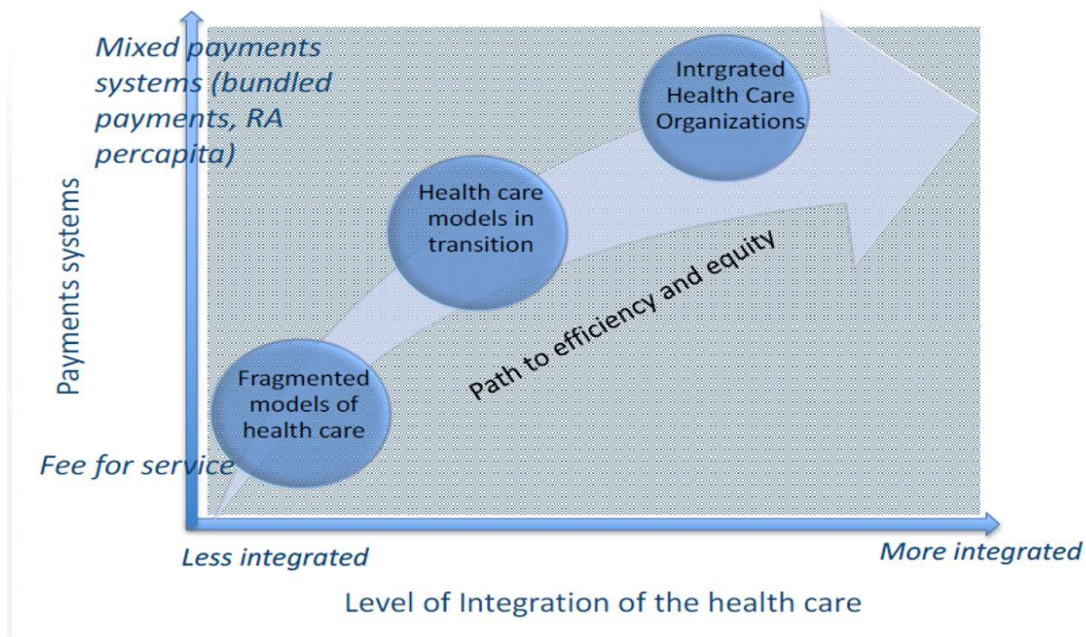 Mixed payments
systems (bundled
payments, RA
percapita)
Payments systems
Fee for service
Intrgrated
Health Care
Organizations
Health care
models in
transition
Fragmented
models of
health care
Path to efficiency and equity
Less integrated
More integrated
Level of Integration of the health care